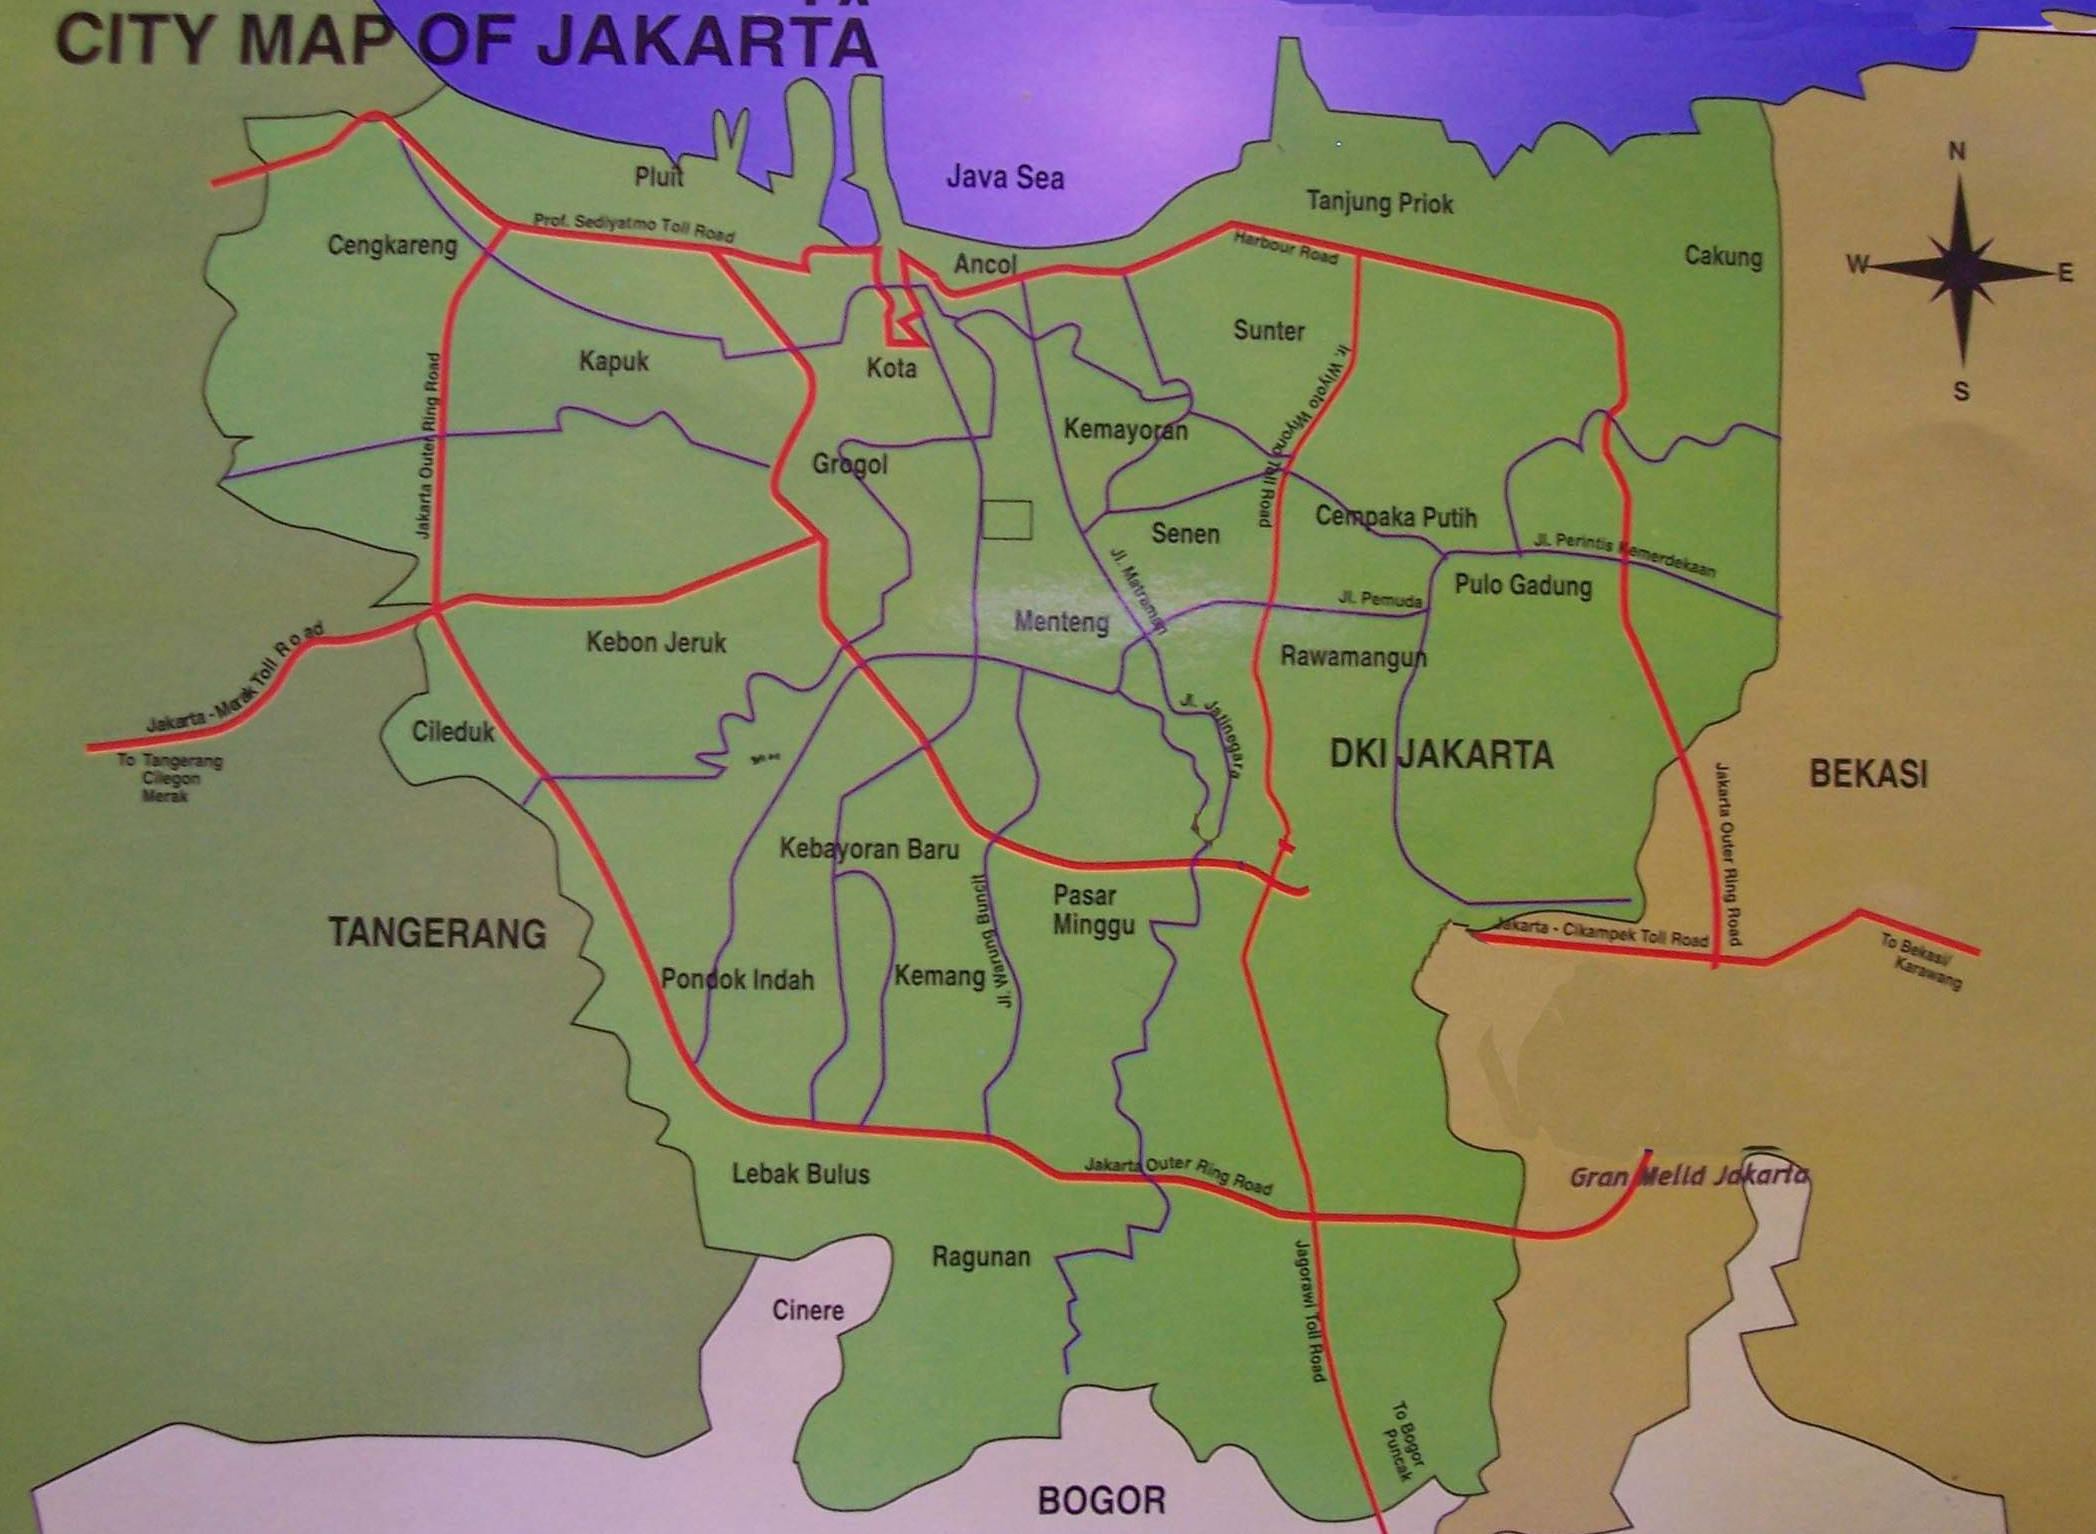 CITY MAP OF JAKARTA
N
Pluit
Java Sea
Tanjung Priok
Prof. Sediyatmo Toll Road
Cengkareng
Ancol
Harbour Road
Cakung
W
E
Sunter
Kapuk
Kota
Ir. Wiyoto Wiyono Toll Road
S
Jakarta Outer Ring Road
Kemayoran
Grogol
Cempaka Putih
Senen
Jl. Perintis Kemerdekaan
Jl. Matraman
Pulo Gadung
Jl. Pemuda
Menteng
Kebon Jeruk
Rawamangun
Jakarta - Merak Toll Road
Jl. Jatinegara
Cileduk
DKI JAKARTA
To Tangerang
Cilegon
Merak
BEKASI
Jakarta Outer Ring Road
Kebayoran Baru
Pasar
Minggu
Jl. Warung Buncit
TANGERANG
Jakarta - Cikampek Toll Road
To Bekasi/
Karawang
Pondok Indah
Kemang
Lebak Bulus
Jakarta Outer Ring Road
Gran Melia Jakarta
Ragunan
Jagorawi Toll Road
Cinere
To Bogor
Puncak
BOGOR